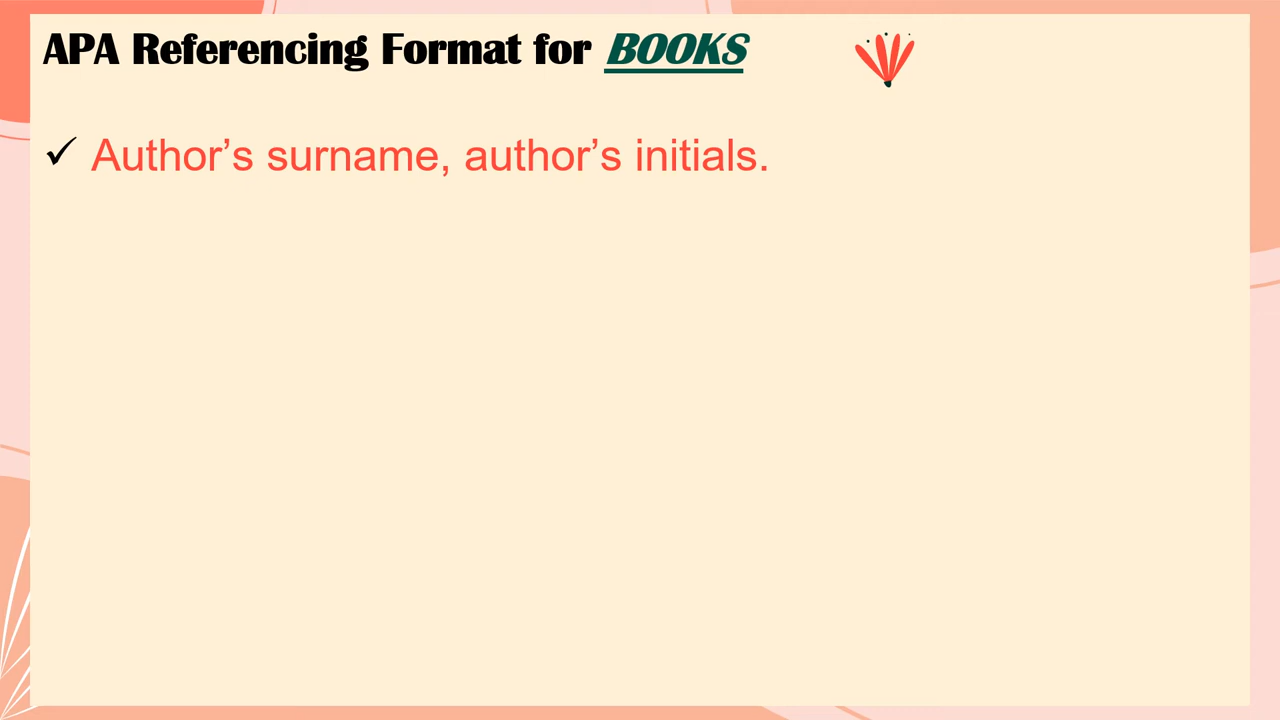 APA Referencing Format for BOOKS
✓ Author’s surname, author’s initials.